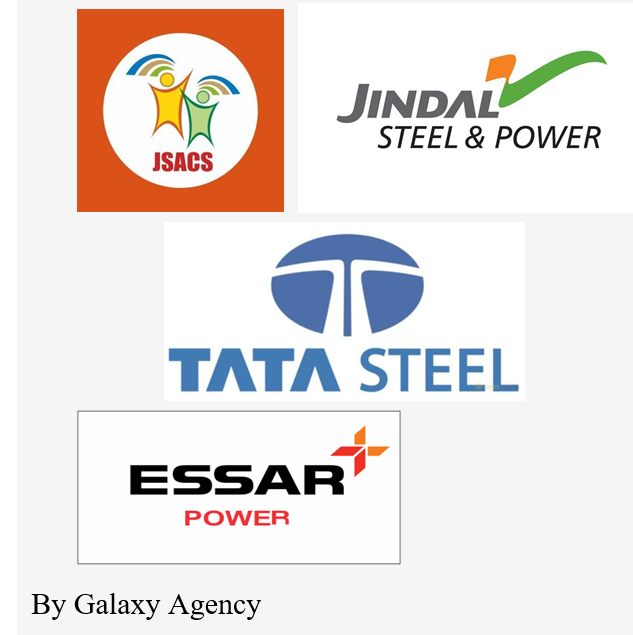 JSACS
JINDAL
STEEL & POWER
TATA STEEL
ESSAR
POWER
By Galaxy Agency